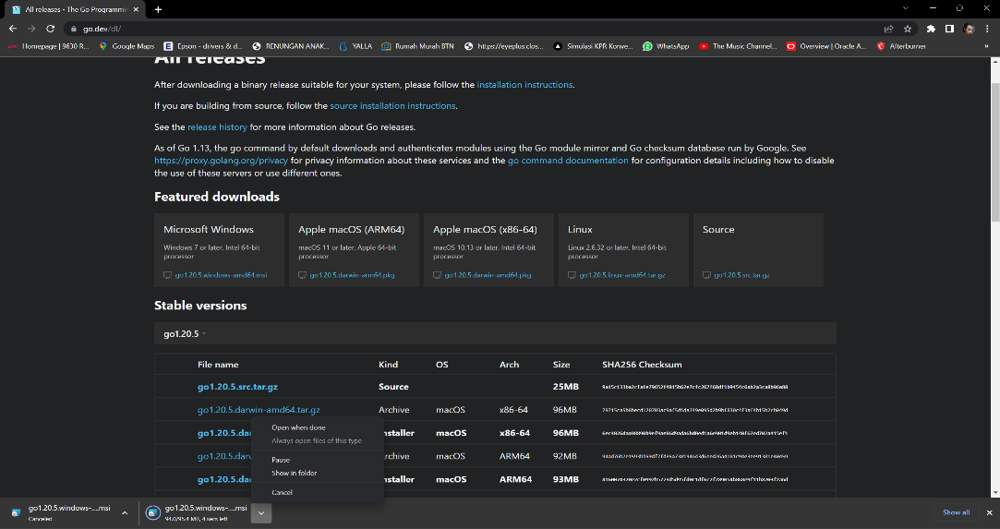 All releases - The Go Programmin
go.dev/dl/
Homepage | 9630 R...
Google Maps
Epson - drivers & d...
RENUNGAN ANAK...
YALLA
Rumah Murah BTN
https://eyeplus.clos...
Simulasi KPR Konve...
WhatsApp
The Music Channel...
Overview | Oracle A...
Afterburner
»
All releases
After downloading a binary release suitable for your system, please follow the installation instructions.
If you are building from source, follow the source installation instructions.
See the release history for more information about Go releases.
As of Go 1.13, the go command by default downloads and authenticates modules using the Go module mirror and Go checksum database run by Google. See
https://proxy.golang.org/privacy for privacy information about these services and the go command documentation for configuration details including how to disable
the use of these servers or use different ones.
Featured downloads
Microsoft Windows
Windows 7 or later, Intel 64-bit
processor
go1.20.5.windows-amd64.msi
Apple macOS (ARM64)
macOS 11 or later, Apple 64-bit
processor
go1.20.5.darwin-arm64.pkg
Apple macOS (x86-64)
macOS 10.13 or later, Intel 64-bit
processor
go1.20.5.darwin-amd64.pkg
Linux
Linux 2.6.32 or later, Intel 64-bit
processor
go1.20.5.linux-amd64.tar.gz
Source
go1.20.5.src.tar.gz
Stable versions
go1.20.5
File name Kind OS Arch Size SHA256 Checksum
go1.20.5.src.tar.gz Source 25MB
go1.20.5.darwin-amd64.tar.gz Archive macOS x86-64 96MB
go1.20.5.da nstaller macOS x86-64 96MB
go1.20.5.da rchive macOS ARM64 92MB
go1.20.5.da nstaller macOS ARM64 93MB
Open when done
Always open files of this type
Pause
Show in folder
Cancel
go1.20.5.windows-....msi
Canceled
go1.20.5.windows-....msi
94.0/95.4 MB, 4 secs left
Show all